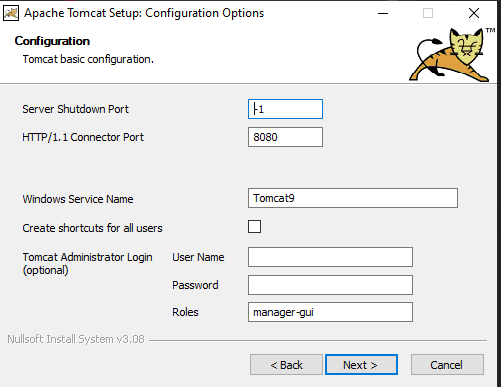 Apache Tomcat Setup: Configuration Options
Configuration
Tomcat basic configuration.
TM
Server Shutdown Port
-1
HTTP/1.1 Connector Port
8080
Windows Service Name
Tomcat9
Create shortcuts for all users
Tomcat Administrator Login
(optional)
User Name
Password
Roles
manager-gui
Nullsoft Install System v3.08
< Back
Next >
Cancel